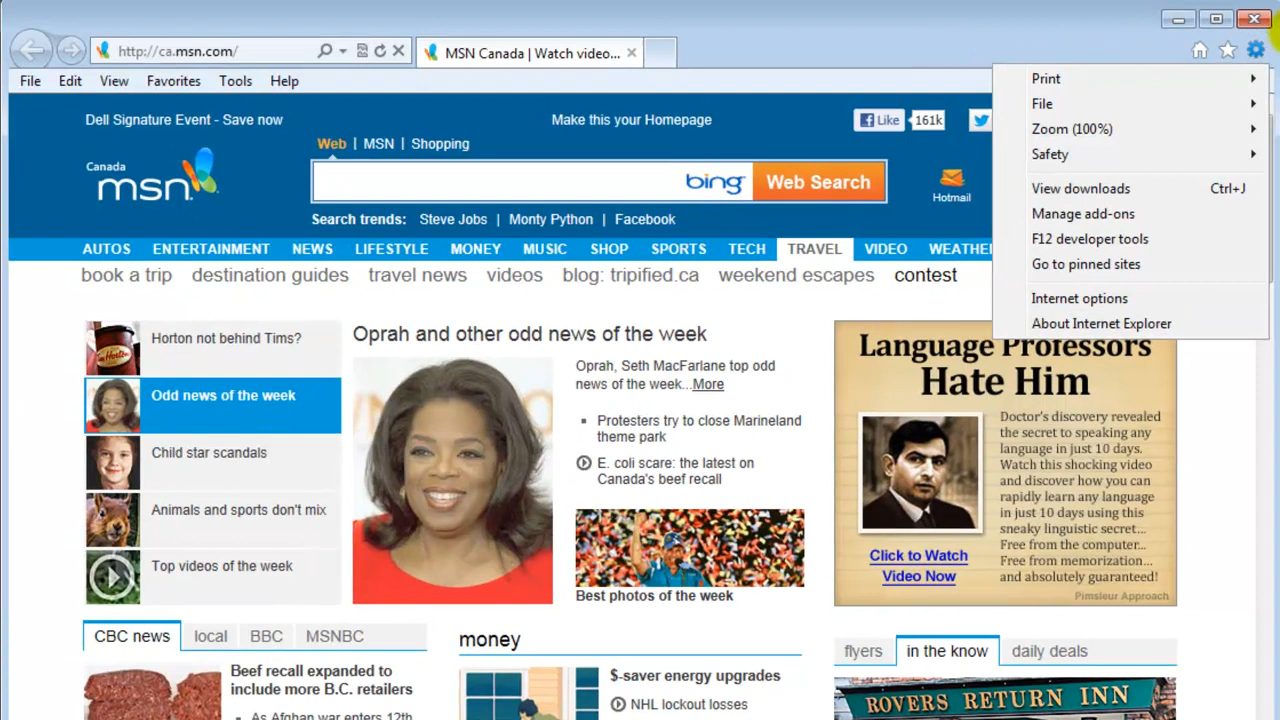 http://ca.msn.com/
MSN Canada | Watch video...
File Edit View Favorites Tools Help
Print
File
Zoom (100%)
Safety
View downloads Ctrl+J
Manage add-ons
F12 developer tools
Go to pinned sites
Internet options
About Internet Explorer
Dell Signature Event - Save now
Make this your Homepage
Like 161k
Web | MSN | Shopping
Canada
msn
bing
Web Search
Hotmail
Search trends: Steve Jobs | Monty Python | Facebook
AUTOS ENTERTAINMENT NEWS LIFESTYLE MONEY MUSIC SHOP SPORTS TECH TRAVEL VIDEO WEATHER
book a trip destination guides travel news videos blog: tripified.ca weekend escapes contest
Horton not behind Tims?
Odd news of the week
Child star scandals
Animals and sports don't mix
Top videos of the week
Oprah and other odd news of the week
Oprah, Seth MacFarlane top odd
news of the week...More
Protesters try to close Marineland
theme park
E. coli scare: the latest on
Canada's beef recall
Best photos of the week
Language Professors
Hate Him
Doctor's discovery revealed
the secret to speaking any
language in just 10 days.
Watch this shocking video
and discover how you can
rapidly learn any language
in just 10 days using this
sneaky linguistic secret...
Free from the computer...
Free from memorization...
and absolutely guaranteed!
Click to Watch
Video Now
Pimsleur Approach
CBC news local BBC MSNBC
Beef recall expanded to
include more B.C. retailers
As Afghan war enters 12th
money
$-saver energy upgrades
NHL lockout losses
flyers in the know daily deals
ROVERS RETURN INN